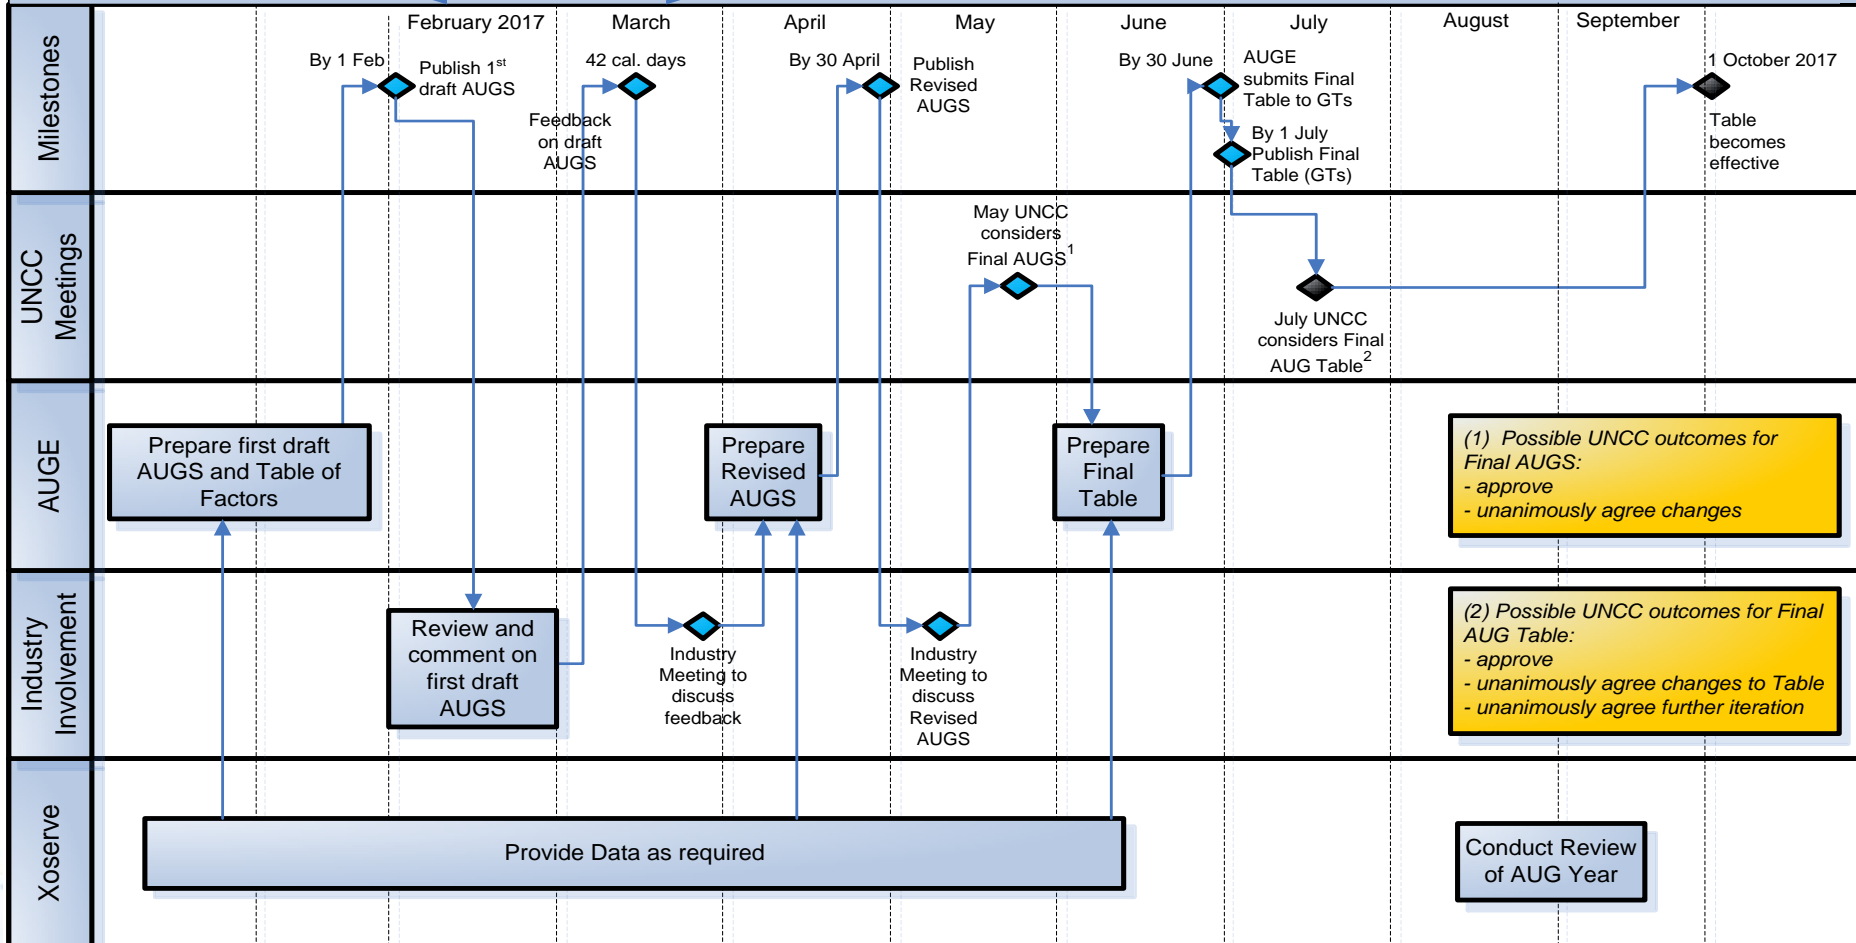 February 2017
March
April
May
June
July
August
September
Milestones
By 1 Feb
Publish 1st
draft AUGS
42 cal. days
Feedback
on draft
AUGS
By 30 April
Publish
Revised
AUGS
By 30 June
AUGE
submits Final
Table to GTs
By 1 July
Publish Final
Table (GTs)
1 October 2017
Table
becomes
effective
UNCC
Meetings
May UNCC
considers
Final AUGS1
July UNCC
considers Final
AUG Table2
AUGE
Prepare first draft
AUGS and Table of
Factors
Prepare
Revised
AUGS
Prepare
Final
Table
(1) Possible UNCC outcomes for
Final AUGS:
- approve
- unanimously agree changes
Industry
Involvement
Review and
comment on
first draft
AUGS
Industry
Meeting to
discuss
feedback
Industry
Meeting to
discuss
Revised
AUGS
(2) Possible UNCC outcomes for Final
AUG Table:
- approve
- unanimously agree changes to Table
- unanimously agree further iteration
Xoserve
Provide Data as required
Conduct Review
of AUG Year